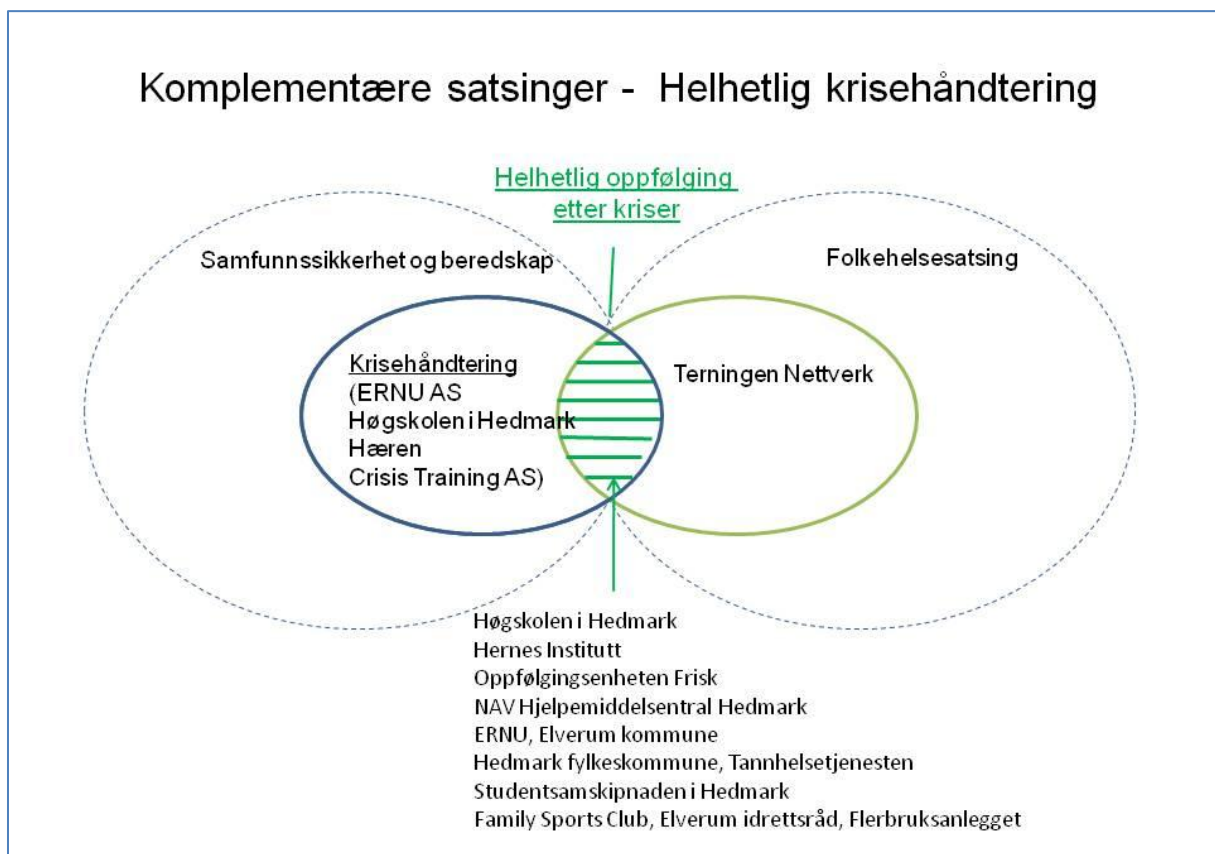 Komplementære satsinger - Helhetlig krisehåndtering
Helhetlig oppfølging
etter kriser
Samfunnssikkerhet og beredskap
Folkehelsesatsing
Krisehåndtering
(ERNU AS
Høgskolen i Hedmark
Hæren
Crisis Training AS)
Terningen Nettverk
Høgskolen i Hedmark
Hernes Institutt
Oppfølgingsenheten Frisk
NAV Hjelpemiddelsentral Hedmark
ERNU, Elverum kommune
Hedmark fylkeskommune, Tannhelsetjenesten
Studentsamskipnaden i Hedmark
Family Sports Club, Elverum idrettsråd, Flerbruksanlegget